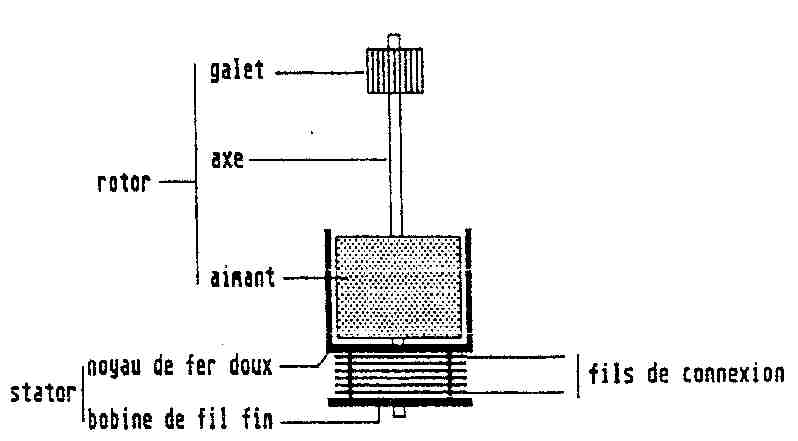 galet
axe
rotor
aimant
noyau de fer doux
stator
bobine de fil fin
fils de connexion